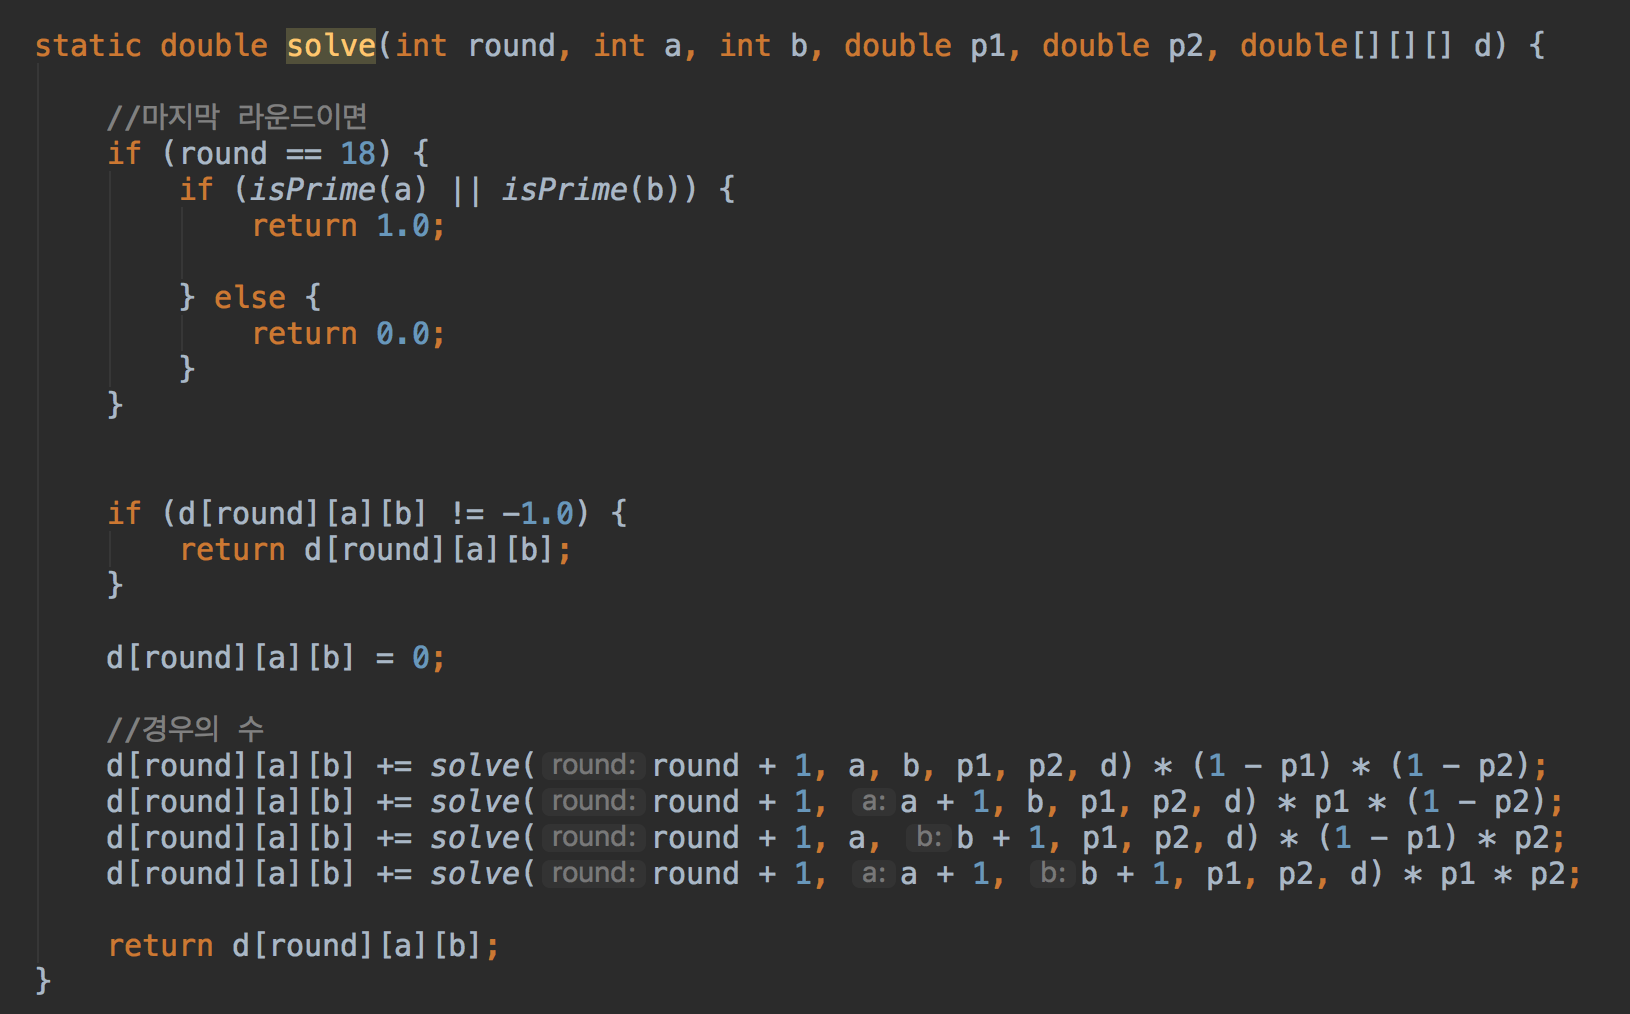 static double solve(int round, int a, int b, double p1, double p2, double[][][] d) {
//마지막 라운드이면
if (round == 18) {
if (isPrime(a) || isPrime(b)) {
return 1.0;
} else {
return 0.0;
}
}
if (d[round][a][b] != -1.0) {
return d[round][a][b];
}
d[round][a][b] = 0;
//경우의 수
d[round][a][b] += solve( round: round + 1, a, b, p1, p2, d) * (1 - p1) * (1 - p2);
d[round][a][b] += solve( round: round + 1, a: a + 1, b, p1, p2, d) * p1 * (1 - p2);
d[round][a][b] += solve( round: round + 1, a, b: b + 1, p1, p2, d) * (1 - p1) * p2;
d[round][a][b] += solve( round: round + 1, a: a + 1, b: b + 1, p1, p2, d) * p1 * p2;
return d[round][a][b];
}